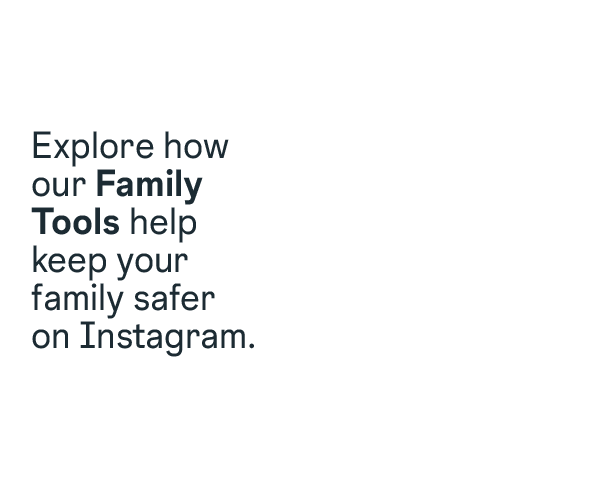 Explore how
our Family
Tools help
keep your
family safer
on Instagram.